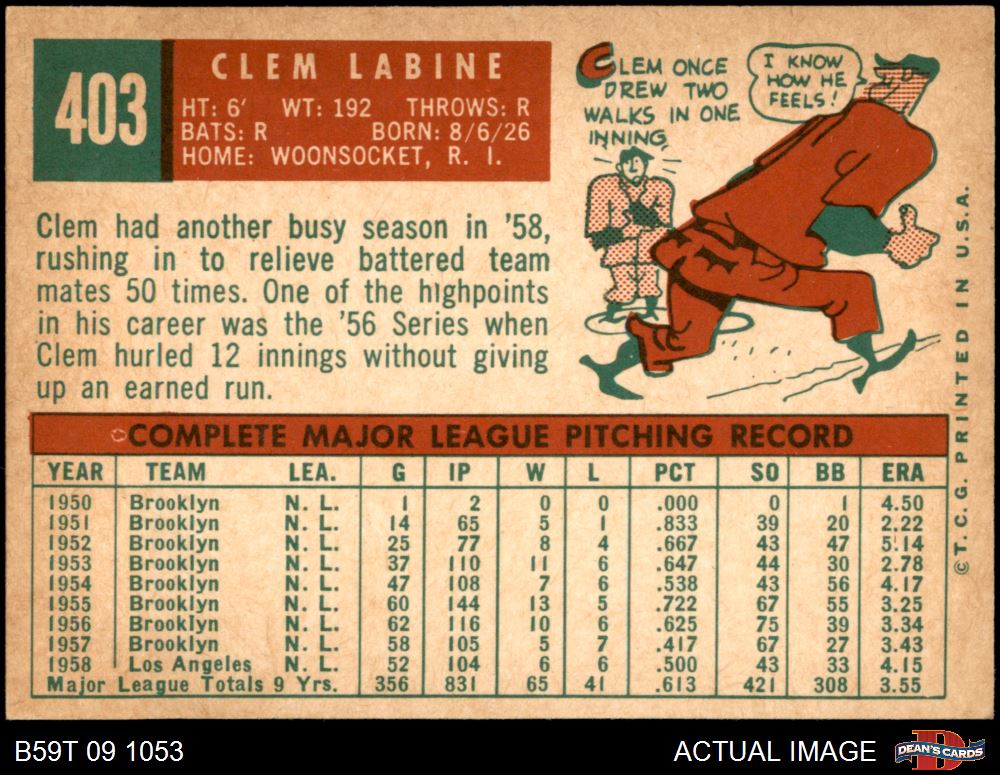 403
CLEM LABINE
HT: 6' WT: 192 THROWS: R
BATS: R BORN: 8/6/26
HOME: WOONSOCKET, R. I.
CLEM ONCE
DREW TWO
WALKS IN ONE
INNING
I KNOW
HOW HE
FEELS!
Clem had another busy season in '58,
rushing in to relieve battered team
mates 50 times. One of the highpoints
in his career was the '56 Series when
Clem hurled 12 innings without giving
up an earned run.
COMPLETE MAJOR LEAGUE PITCHING RECORD
YEAR TEAM LEA. G IP W L PCT SO BB ERA
1950 Brooklyn N. L. 1 2 0 0 .000 0 1 4.50
1951 Brooklyn N. L. 14 65 5 1 .833 39 20 2.22
1952 Brooklyn N. L. 25 77 8 4 .667 43 47 5.14
1953 Brooklyn N. L. 37 110 11 6 .647 44 30 2.78
1954 Brooklyn N. L. 47 108 7 6 .538 43 56 4.17
1955 Brooklyn N. L. 60 144 13 5 .722 67 55 3.25
1956 Brooklyn N. L. 62 116 10 6 .625 75 39 3.34
1957 Brooklyn N. L. 58 105 5 7 .417 67 27 3.43
1958 Los Angeles N. L. 52 104 6 6 .500 43 33 4.15
Major League Totals 9 Yrs. 356 831 65 41 .613 421 308 3.55
© T. C. G. PRINTED IN U.S.A.
B59T 09 1053
ACTUAL IMAGE
B
DEAN'S CARDS